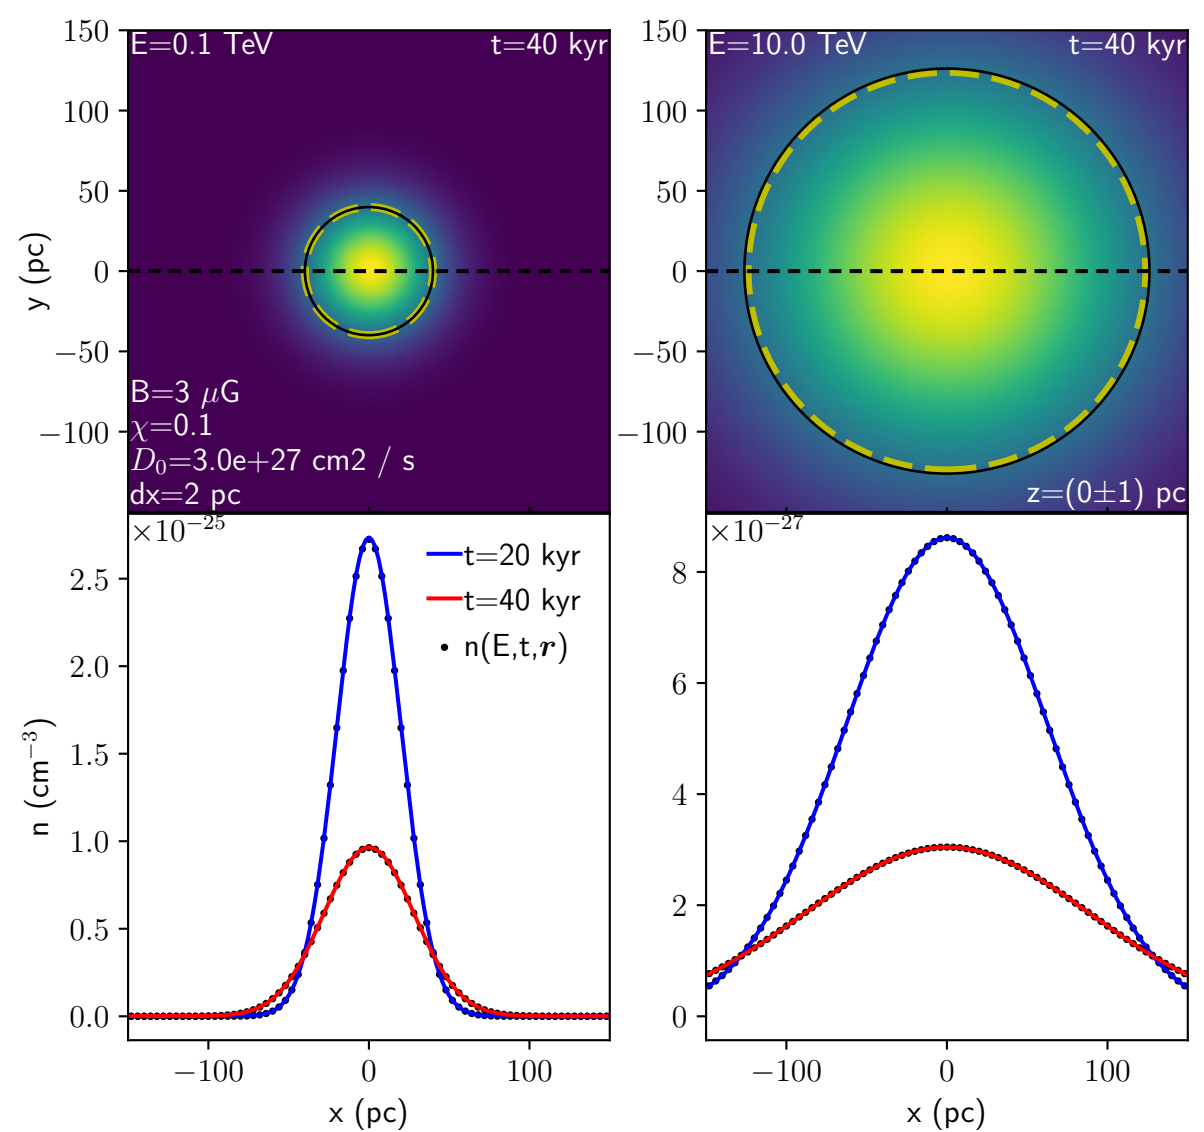 E=0.1 TeV
t=40 kyr
E=10.0 TeV
t=40 kyr
150
100
50
0
−50
−100
y (pc)
B=3 μG
χ=0.1
D₀=3.0e+27 cm2 / s
dx=2 pc
150
100
50
0
−50
−100
z=(0±1) pc
×10⁻²⁵
t=20 kyr
t=40 kyr
n(E,t,r)
2.5
2.0
1.5
1.0
0.5
0.0
n (cm⁻³)
−100
0
100
x (pc)
×10⁻²⁷
8
6
4
2
0
−100
0
100
x (pc)